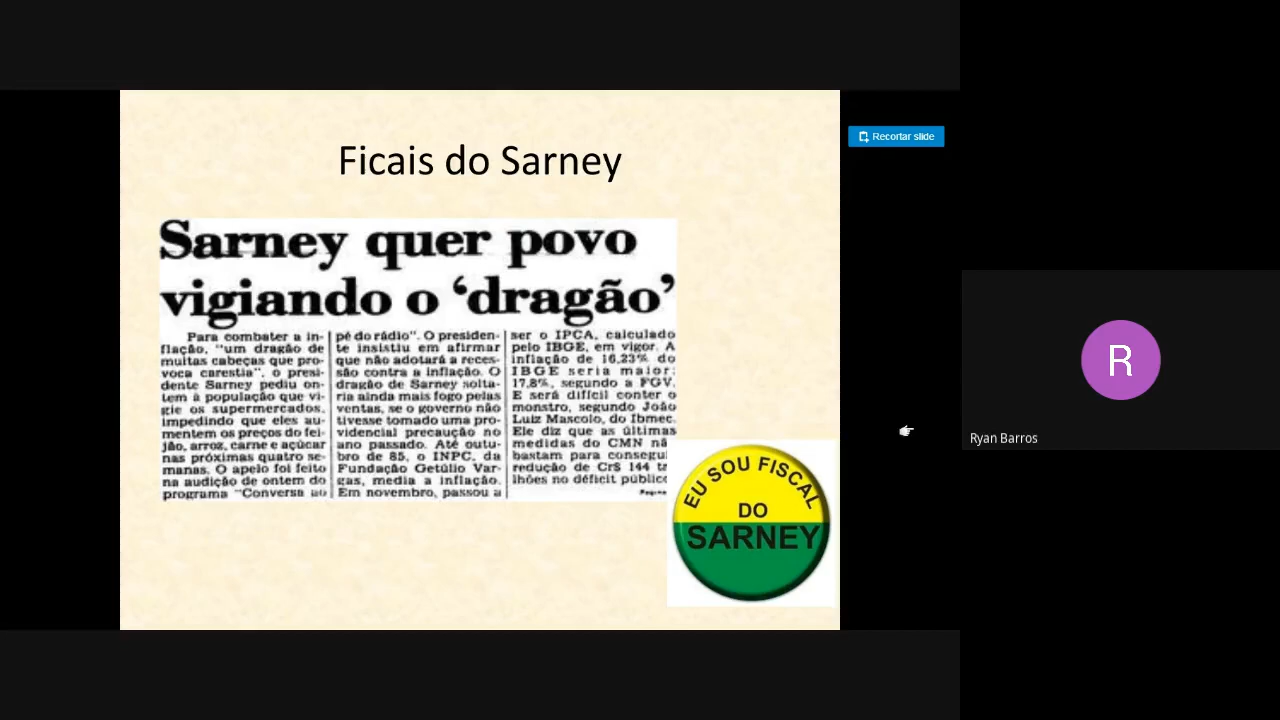 Ficais do Sarney
Recortar slide
Sarney quer povo
vigiando o ‘dragão’
Para combater a in-
flação, "um dragão de
muitas cabeças que pro-
voca carestia", o presi-
dente Sarney pediu on-
tem à população que vi-
gie os supermercados,
impedindo que eles au-
mentem os preços do fei-
jão, arroz, carne e açúcar
nas próximas quatro se-
manas. O apelo foi feito
na audição de ontem do
programa "Conversa ao
pé do rádio". O presiden-
te insistiu em afirmar
que não adotará a reces-
são contra a inflação. O
dragão de Sarney solta-
ria ainda mais fogo pelas
ventas, se o governo não
tivesse tomado uma pro-
videncial precaução no
ano passado. Até outu-
bro de 85, o INPC, da
Fundação Getúlio Var-
gas, media a inflação.
Em novembro, passou a
ser o IPCA, calculado
pelo IBGE, em vigor. A
inflação de 16,23% do
IBGE seria maior:
17,8%, segundo a FGV.
E será difícil conter o
monstro, segundo João
Luiz Mascolo, do Ibmec.
Ele diz que as últimas
medidas do CMN nã
bastam para consegui
redução de Cr$ 144 tr
lhões no déficit público
EU SOU FISCAL
DO
SARNEY
R
Ryan Barros